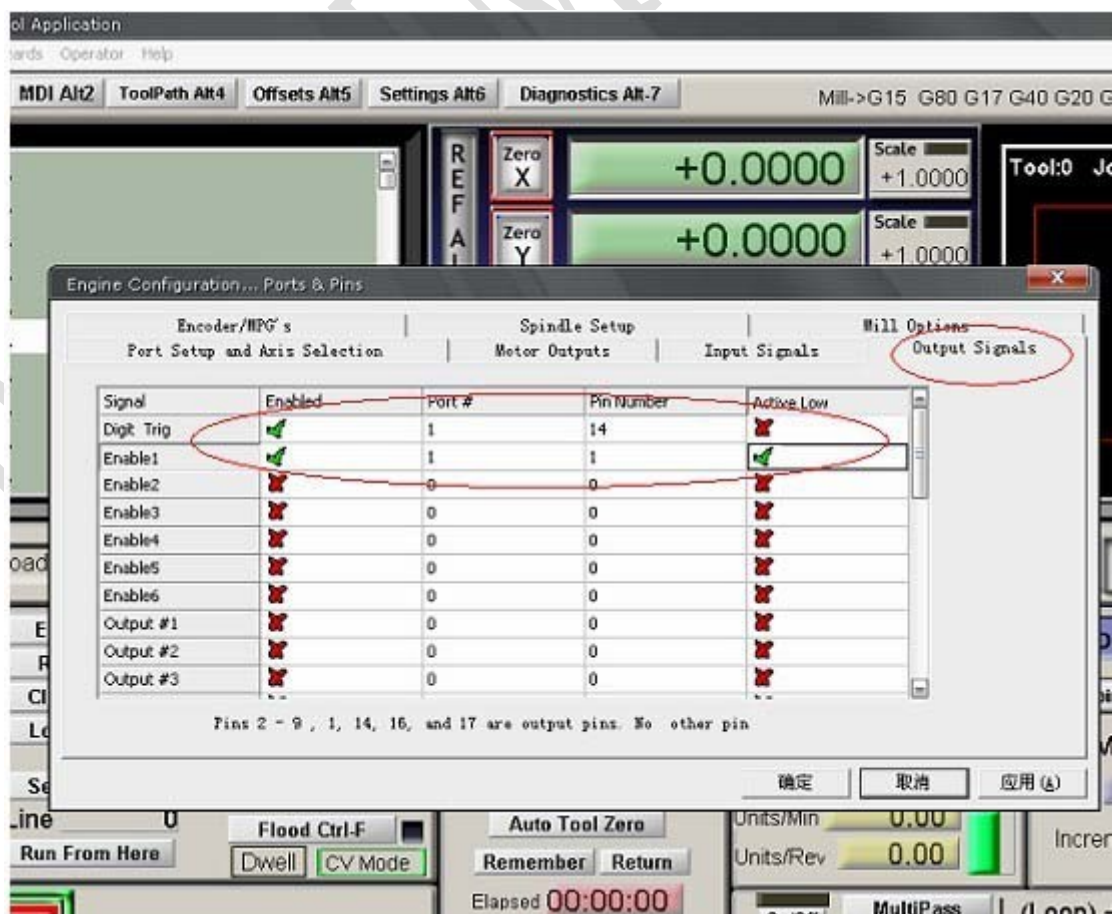 ol Application
Operator Help
MDI Alt2 ToolPath Alt4 Offsets Alt5 Settings Alt6 Diagnostics Alt-7 Mill->G15 G80 G17 G40 G20
REF A
Zero X +0.0000 Scale +1.0000
Tool:0
Zero Y +0.0000 Scale +1.0000
Engine Configuration... Ports & Pins
Encoder/MPG's Spindle Setup Mill Options
Port Setup and Axis Selection Motor Outputs Input Signals Output Signals
Signal Enabled Port # Pin Number Active Low
Digit Trig 1 14
Enable1 1 1
Enable2 0 0
Enable3 0 0
Enable4 0 0
Enable5 0 0
Enable6 0 0
Output #1 0 0
Output #2 0 0
Output #3 0 0
Pins 2 - 9 , 1, 14, 16, and 17 are output pins. No other pin
确定 取消 应用(A)
Line 0
Flood Ctrl-F Auto Tool Zero Units/Min 0.00
Run From Here Dwell CV Mode Remember Return Units/Rev 0.00
Elapsed 00:00:00
MultiPass (Loop)